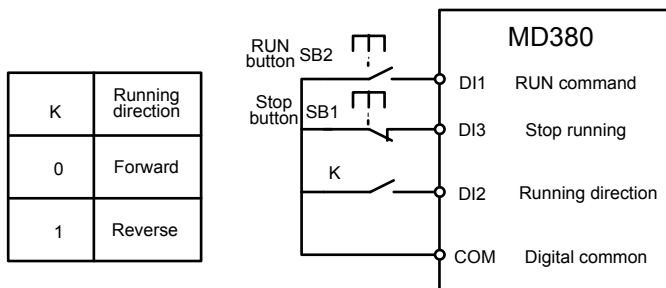 K
Running
direction
0
Forward
1
Reverse
RUN
button
SB2
Stop
button
SB1
K
MD380
DI1
RUN command
DI3
Stop running
DI2
Running direction
COM
Digital common